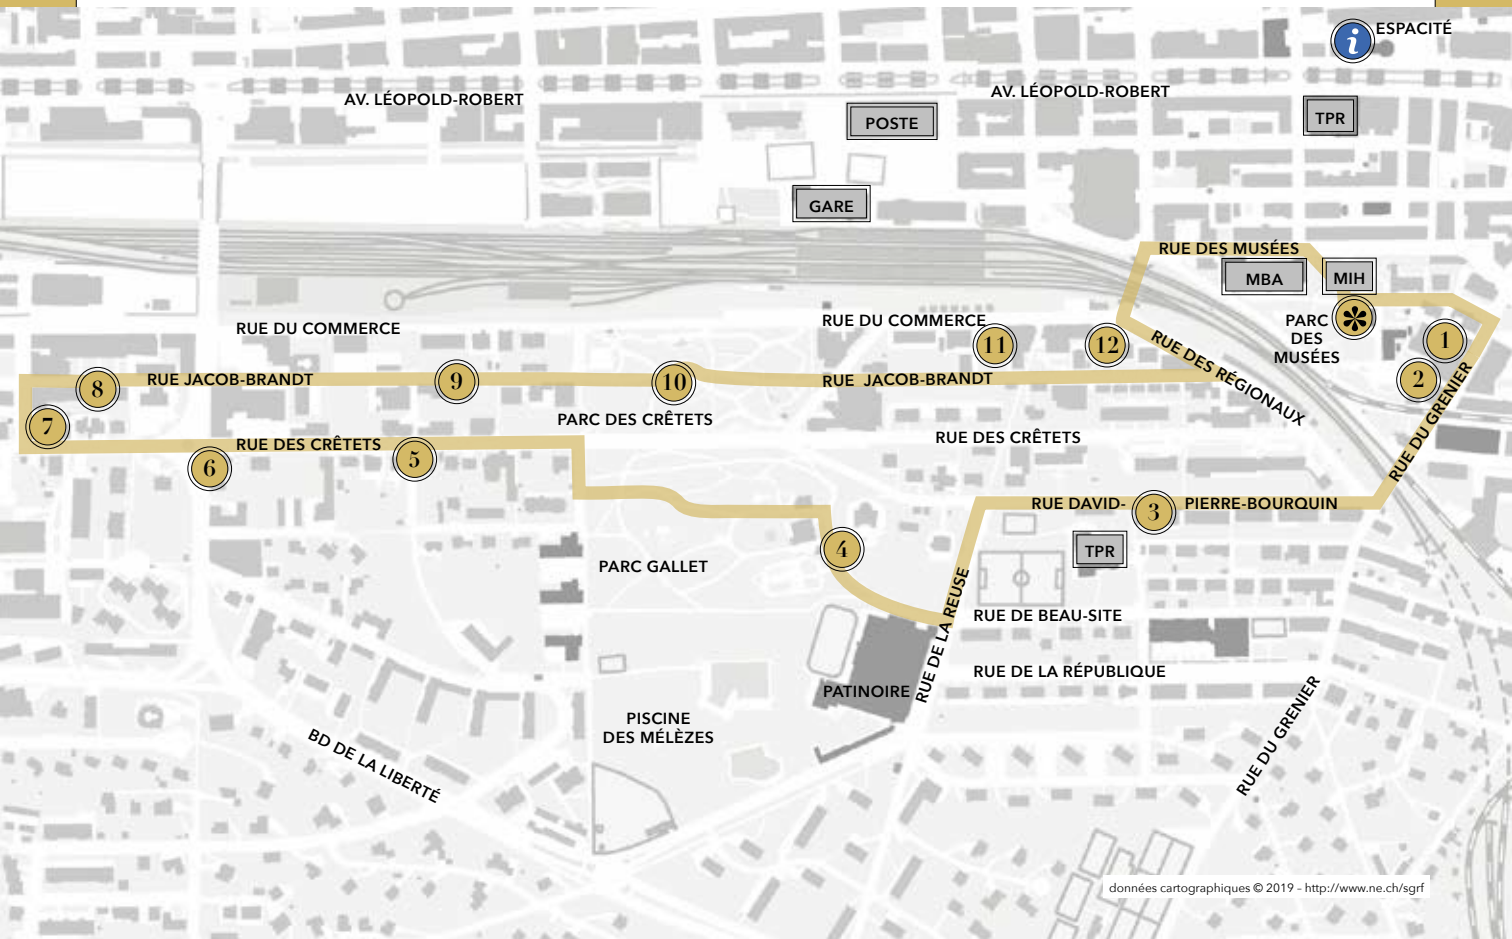 ESPACITÉ
i
AV. LÉOPOLD-ROBERT
AV. LÉOPOLD-ROBERT
POSTE
TPR
GARE
RUE DES MUSÉES
MBA
MIH
RUE DU COMMERCE
RUE DU COMMERCE
PARC
DES
MUSÉES
*
1
2
11
12
RUE DES RÉGIONAUX
8
RUE JACOB-BRANDT
9
10
RUE JACOB-BRANDT
PARC DES CRÊTETS
7
RUE DES CRÊTETS
6
5
RUE DES CRÊTETS
RUE DU GRENIER
RUE DAVID-
3
PIERRE-BOURQUIN
4
TPR
PARC GALLET
RUE DE LA REUSE
RUE DE BEAU-SITE
RUE DE LA RÉPUBLIQUE
PATINOIRE
PISCINE
DES MÉLÈZES
BD DE LA LIBERTÉ
RUE DU GRENIER
données cartographiques © 2019 – http://www.ne.ch/sgrf